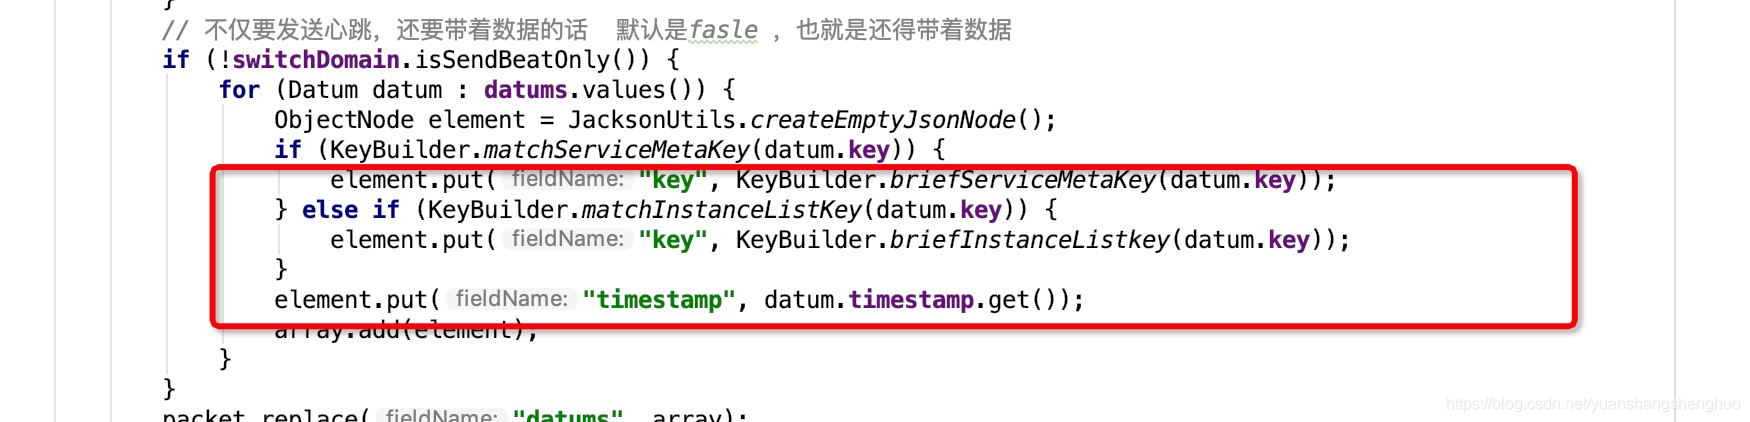 }
// 不仅要发送心跳，还要带着数据的话  默认是fasle ，也就是还得带着数据
if (!switchDomain.isSendBeatOnly()) {
for (Datum datum : datums.values()) {
ObjectNode element = JacksonUtils.createEmptyJsonNode();
if (KeyBuilder.matchServiceMetaKey(datum.key)) {
element.put( fieldName: "key", KeyBuilder.briefServiceMetaKey(datum.key));
} else if (KeyBuilder.matchInstanceListKey(datum.key)) {
element.put( fieldName: "key", KeyBuilder.briefInstanceListkey(datum.key));
}
element.put( fieldName: "timestamp", datum.timestamp.get());
array.add(element);
}
}
packet.replace( fieldName: "datums", array);
https://blog.csdn.net/yuanshangshenghuo